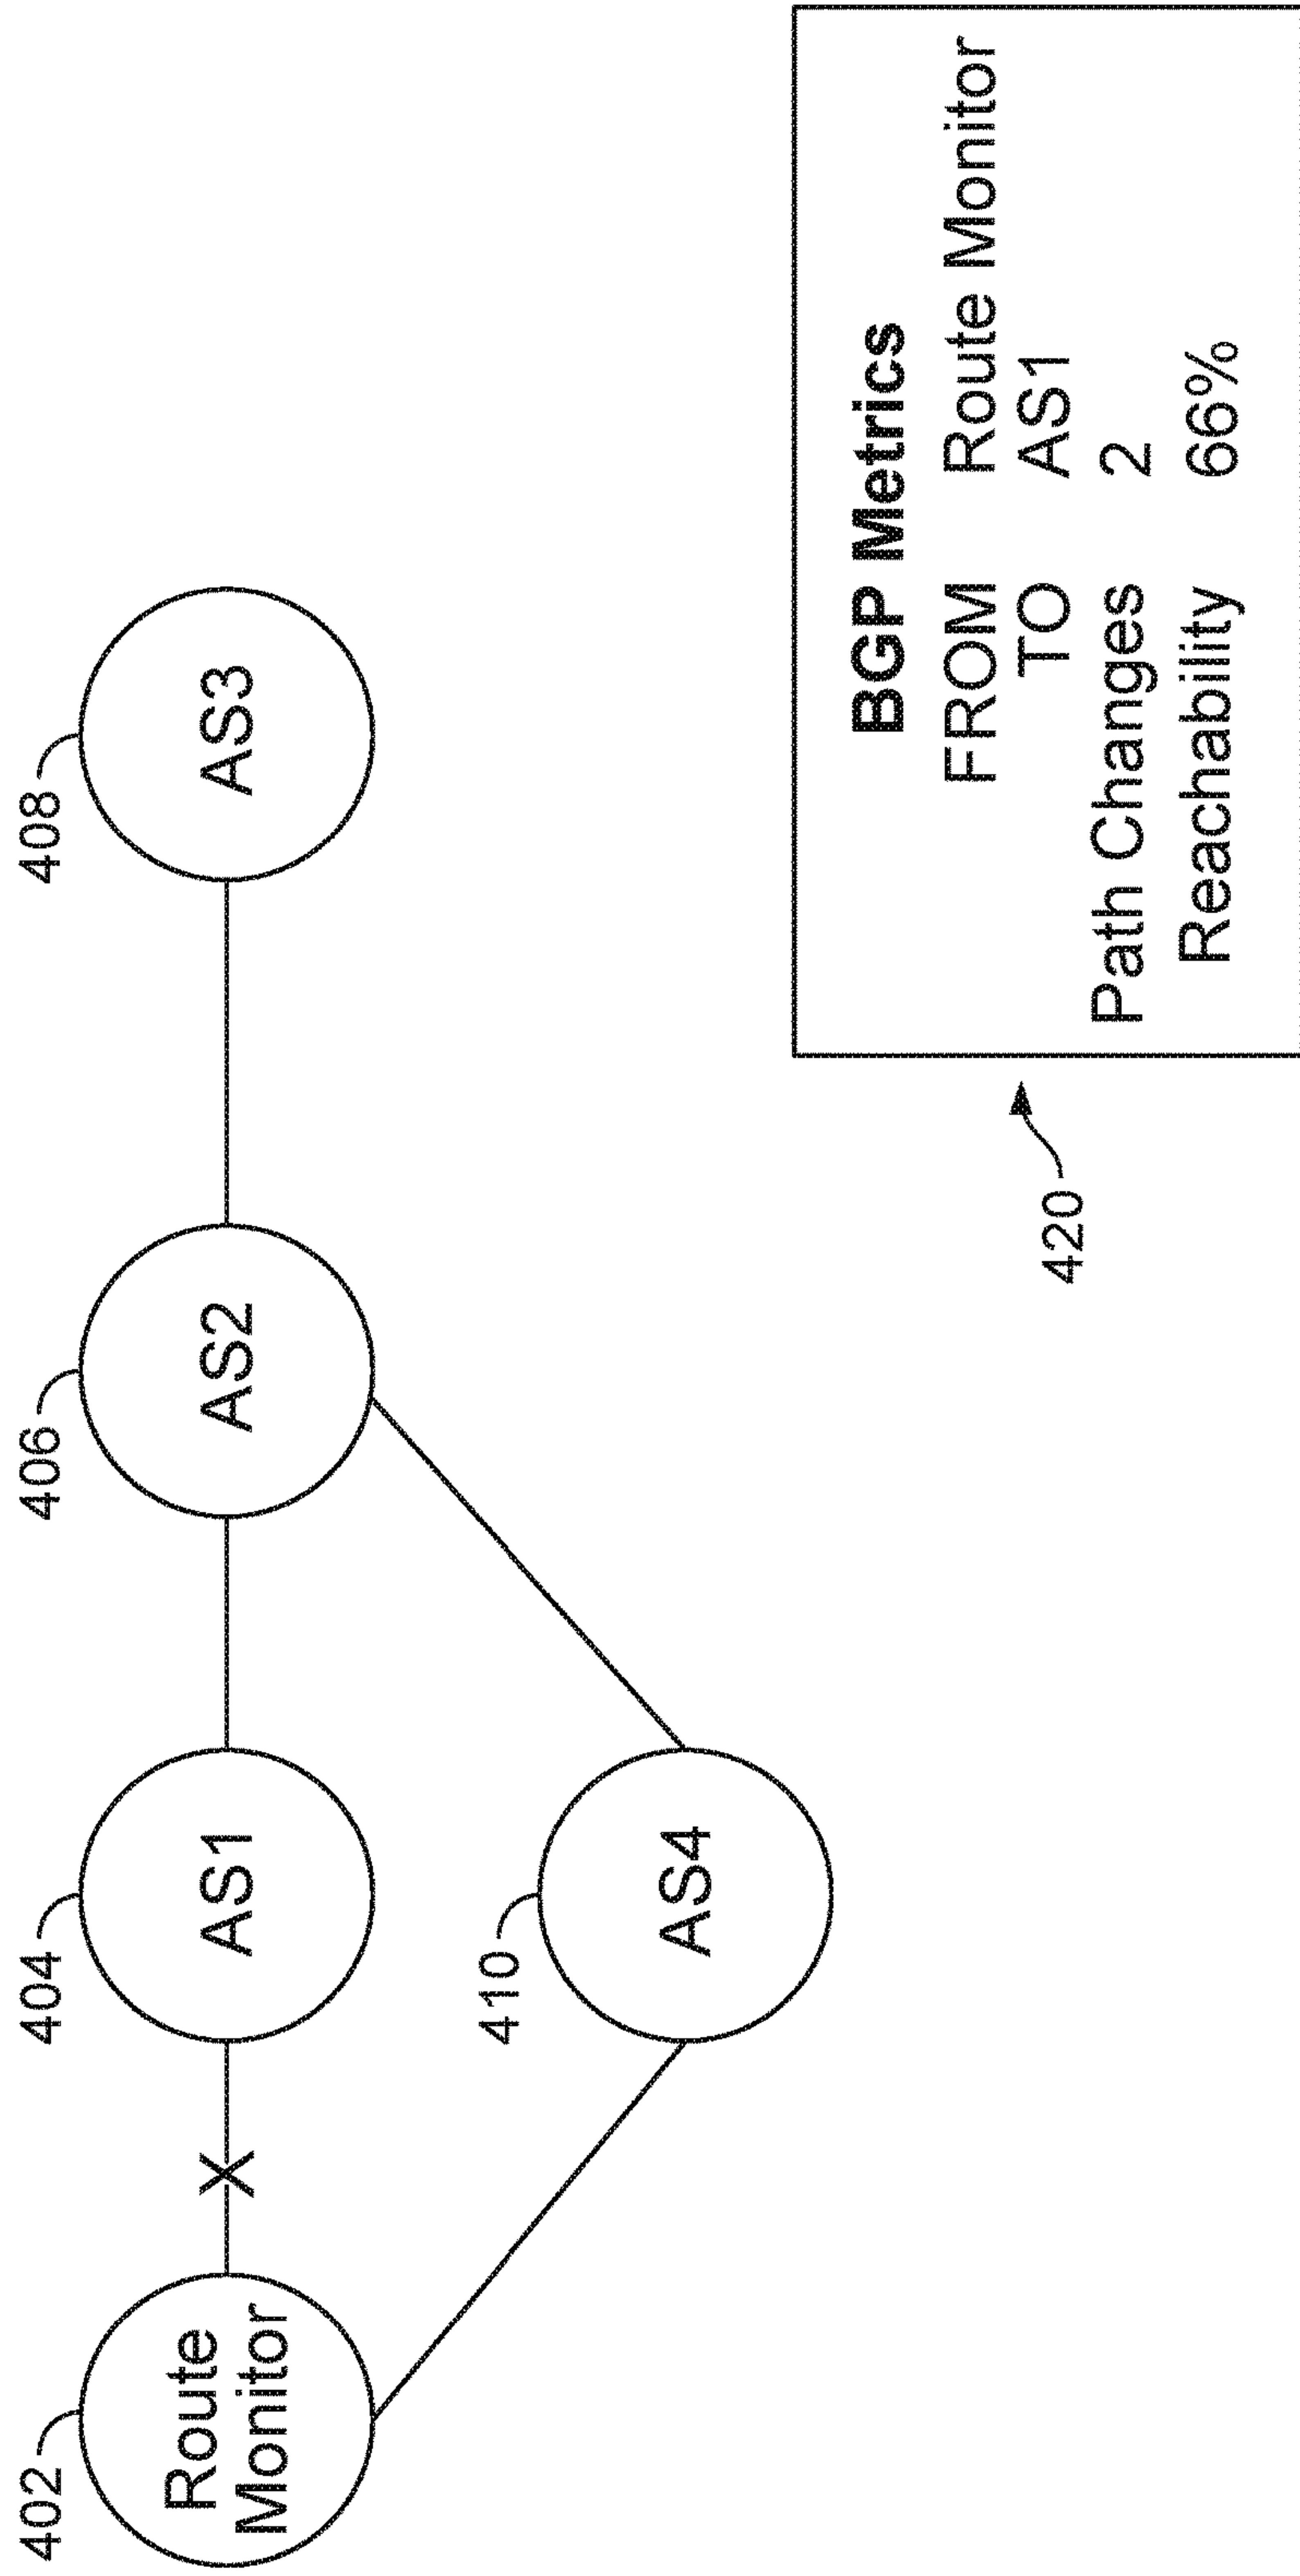 402
Route
Monitor
404
AS1
406
AS2
408
AS3
X
410
AS4
420
BGP Metrics
FROM Route Monitor
TO AS1
Path Changes 2
Reachability 66%